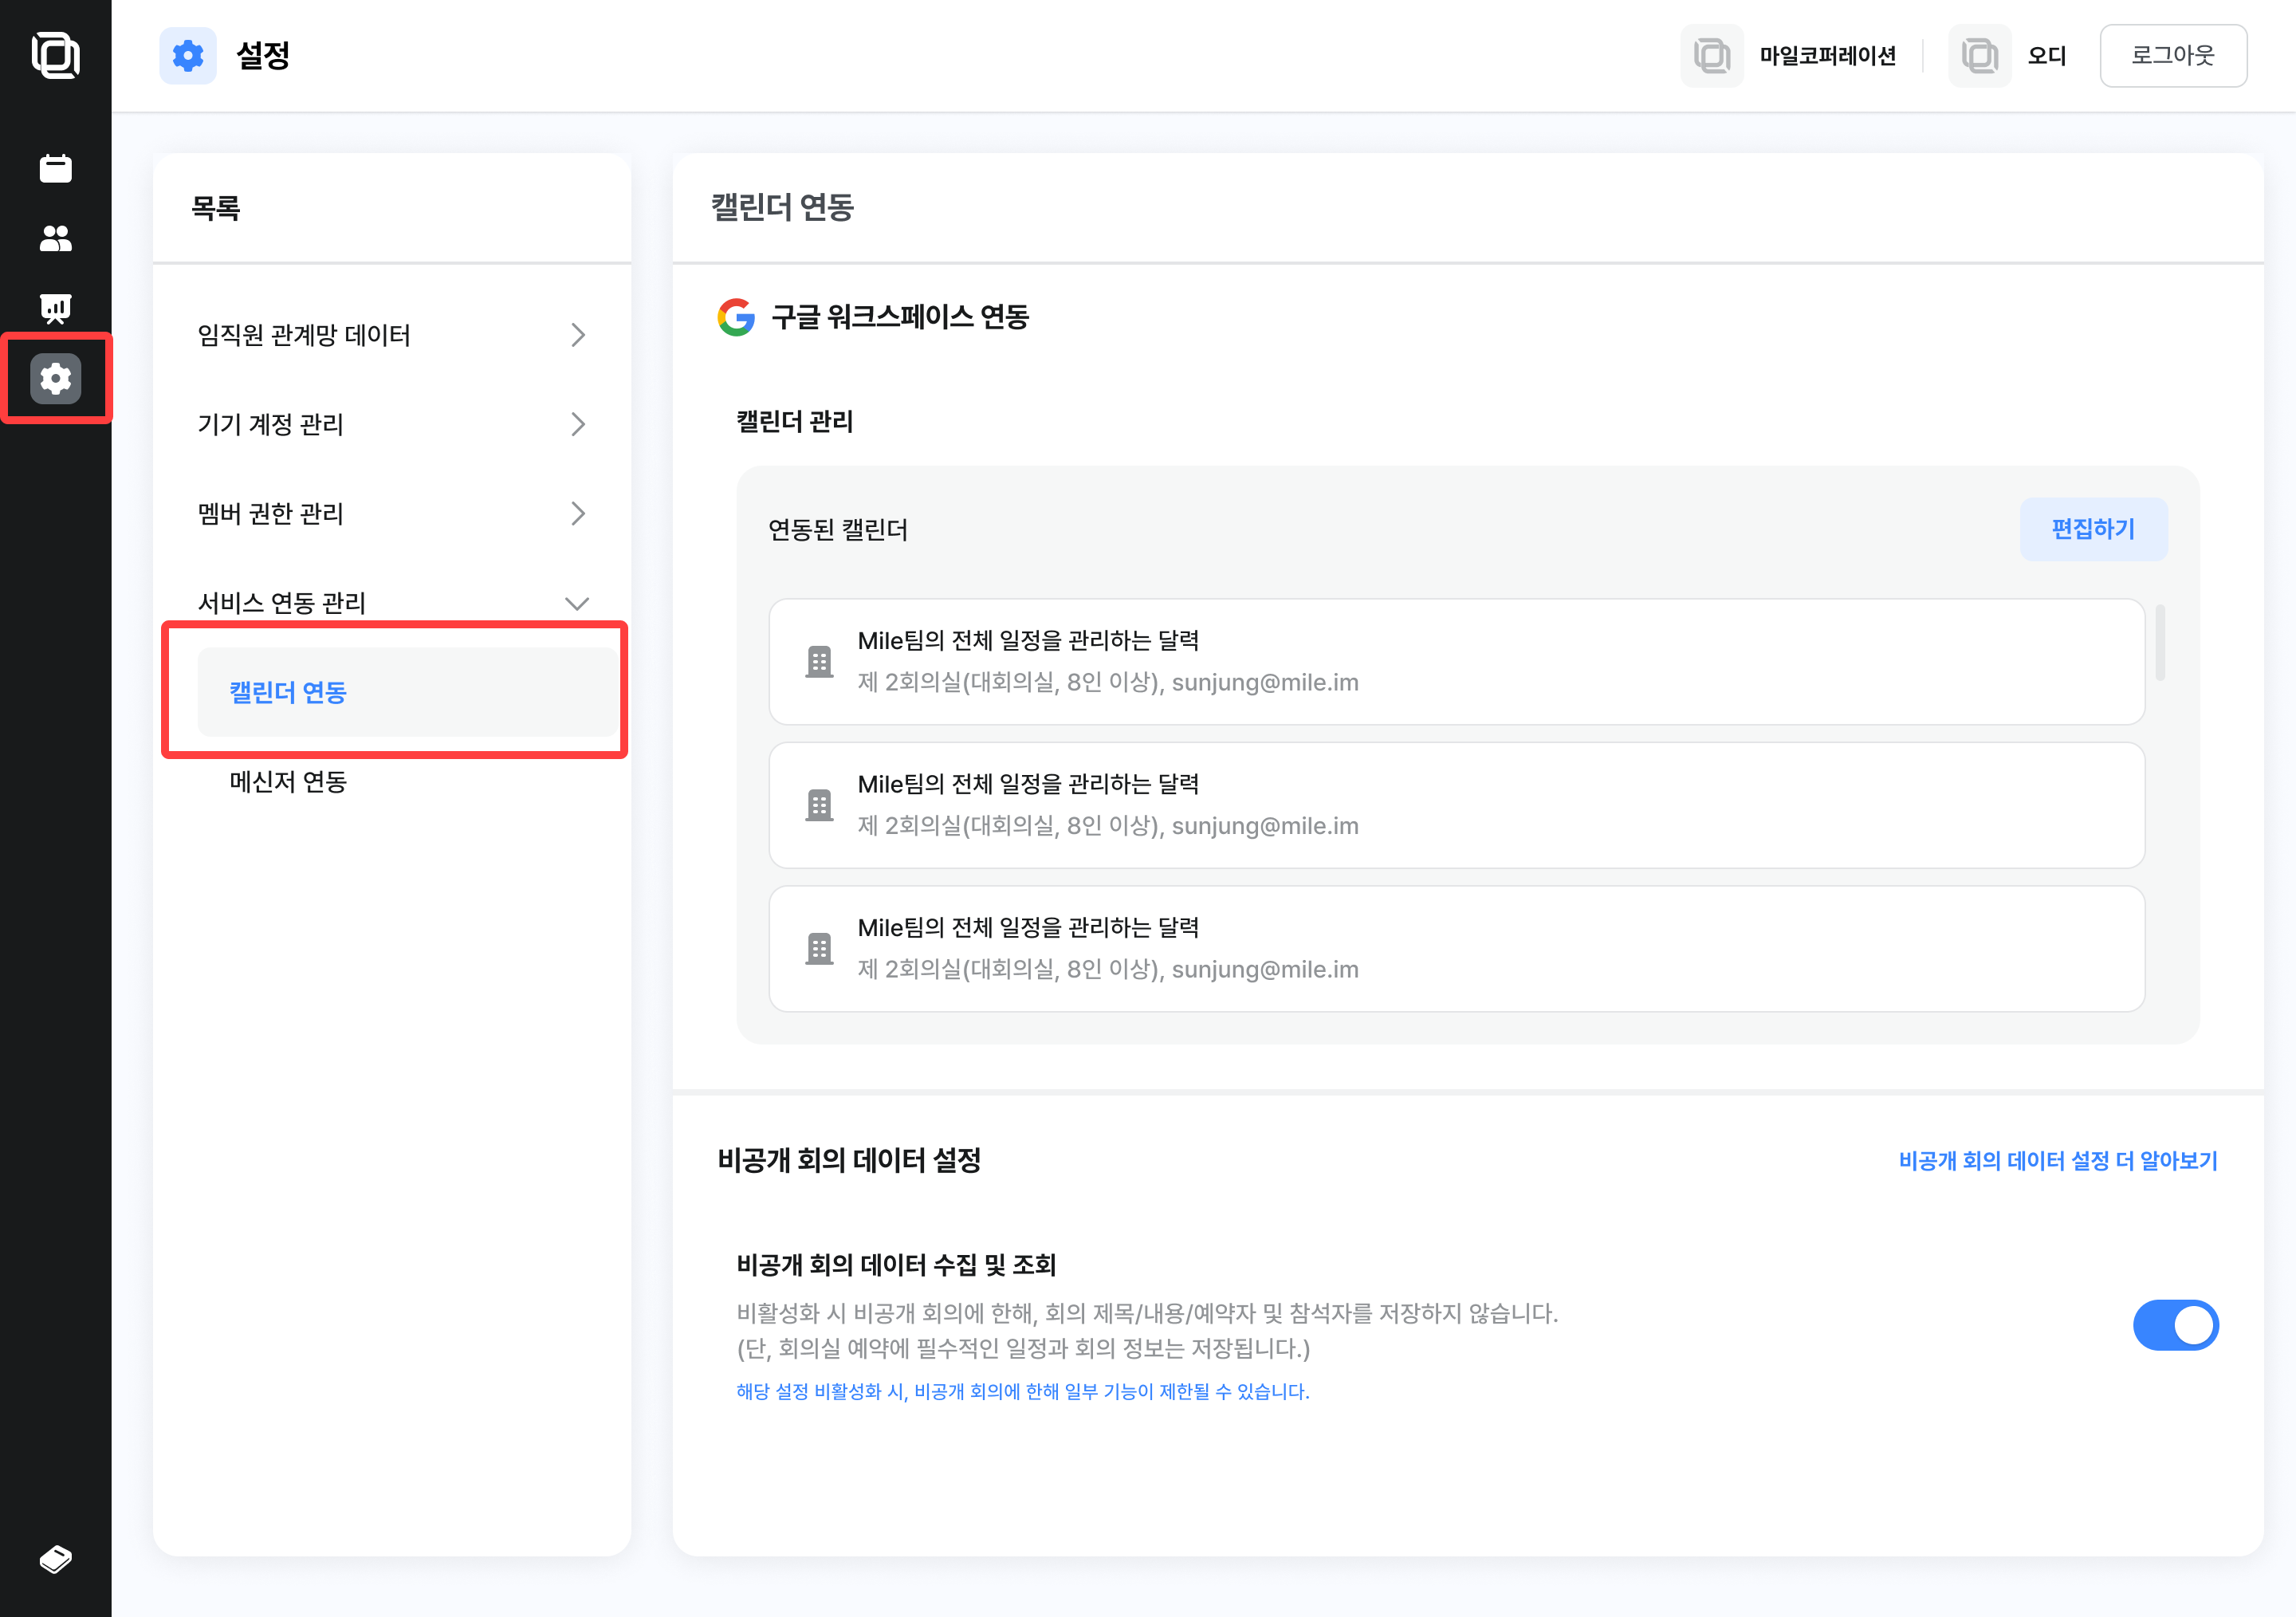 설정
마일코퍼레이션
오디
로그아웃
목록
임직원 관계망 데이터
기기 계정 관리
멤버 권한 관리
서비스 연동 관리
캘린더 연동
메신저 연동
캘린더 연동
구글 워크스페이스 연동
캘린더 관리
연동된 캘린더
편집하기
Mile팀의 전체 일정을 관리하는 달력
제 2회의실(대회의실, 8인 이상), sunjung@mile.im
Mile팀의 전체 일정을 관리하는 달력
제 2회의실(대회의실, 8인 이상), sunjung@mile.im
Mile팀의 전체 일정을 관리하는 달력
제 2회의실(대회의실, 8인 이상), sunjung@mile.im
비공개 회의 데이터 설정
비공개 회의 데이터 설정 더 알아보기
비공개 회의 데이터 수집 및 조회
비활성화 시 비공개 회의에 한해, 회의 제목/내용/예약자 및 참석자를 저장하지 않습니다.
(단, 회의실 예약에 필수적인 일정과 회의 정보는 저장됩니다.)
해당 설정 비활성화 시, 비공개 회의에 한해 일부 기능이 제한될 수 있습니다.